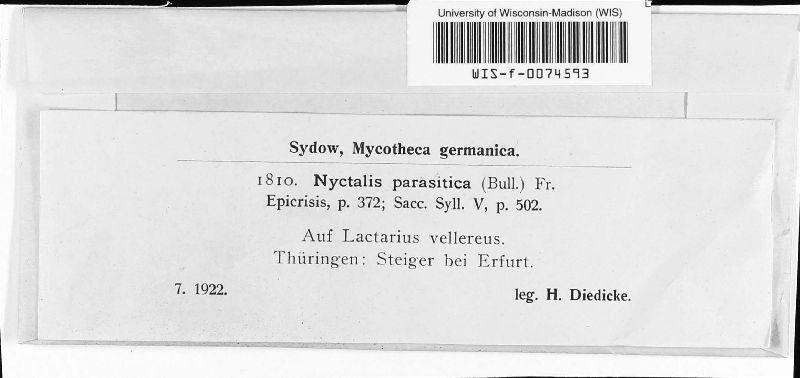 University of Wisconsin-Madison (WIS)
WIS-f-0074593
Sydow, Mycotheca germanica.
1810. Nyctalis parasitica (Bull.) Fr.
Epicrisis, p. 372; Sacc. Syll. V, p. 502.
Auf Lactarius vellereus.
Thüringen: Steiger bei Erfurt.
7. 1922. leg. H. Diedicke.